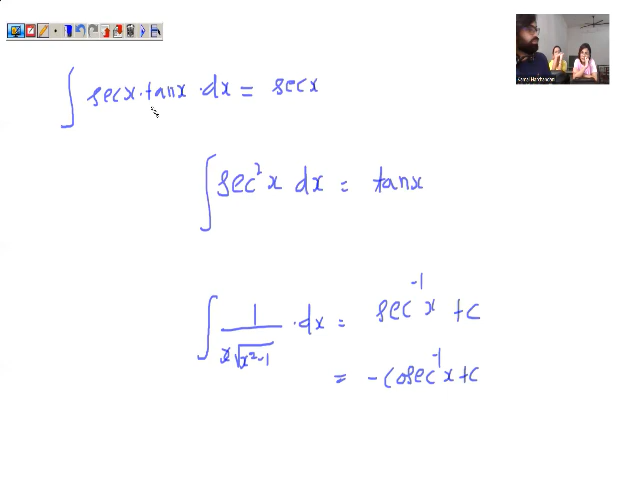 ∫ secx·tanx·dx = secx
∫ sec²x dx = tanx
∫ 1/(x√(x²-1)) ·dx = sec⁻¹x + c
= -cosec⁻¹x + c